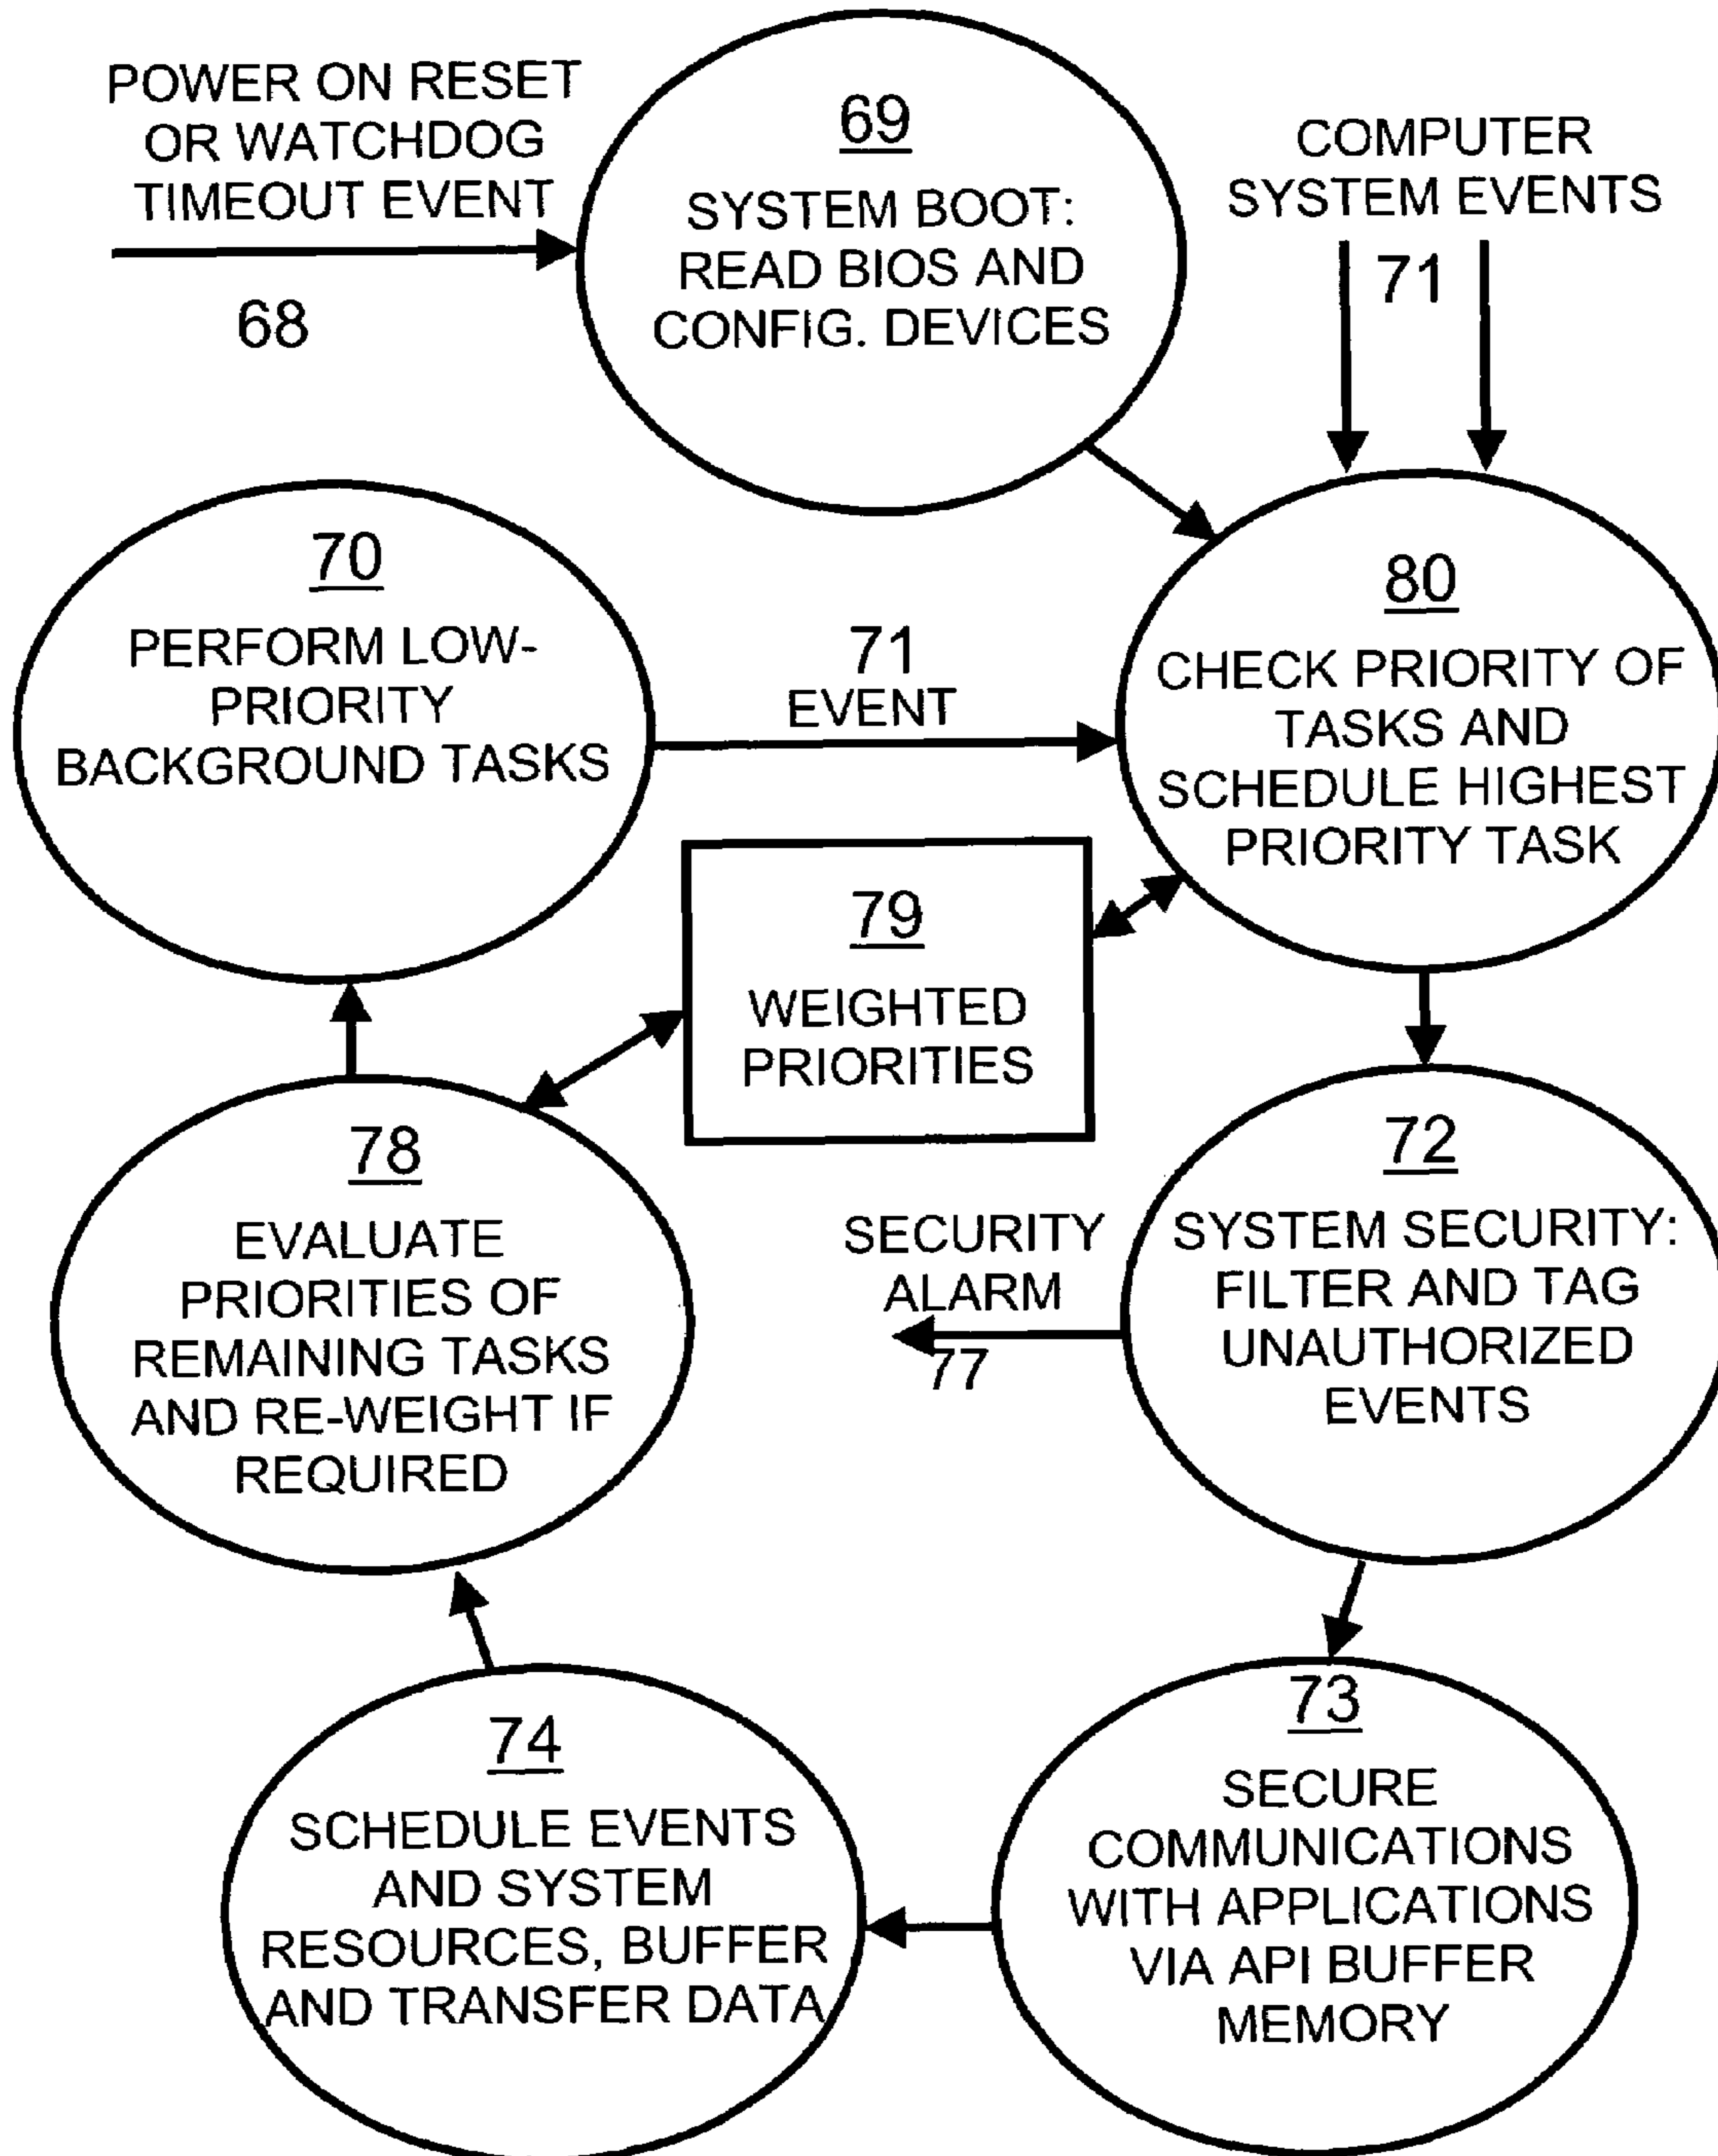 POWER ON RESET
OR WATCHDOG
TIMEOUT EVENT
68
69
SYSTEM BOOT:
READ BIOS AND
CONFIG. DEVICES
COMPUTER
SYSTEM EVENTS
71
70
PERFORM LOW-
PRIORITY
BACKGROUND TASKS
71
EVENT
80
CHECK PRIORITY OF
TASKS AND
SCHEDULE HIGHEST
PRIORITY TASK
79
WEIGHTED
PRIORITIES
78
EVALUATE
PRIORITIES OF
REMAINING TASKS
AND RE-WEIGHT IF
REQUIRED
SECURITY
ALARM
77
72
SYSTEM SECURITY:
FILTER AND TAG
UNAUTHORIZED
EVENTS
74
SCHEDULE EVENTS
AND SYSTEM
RESOURCES, BUFFER
AND TRANSFER DATA
73
SECURE
COMMUNICATIONS
WITH APPLICATIONS
VIA API BUFFER
MEMORY